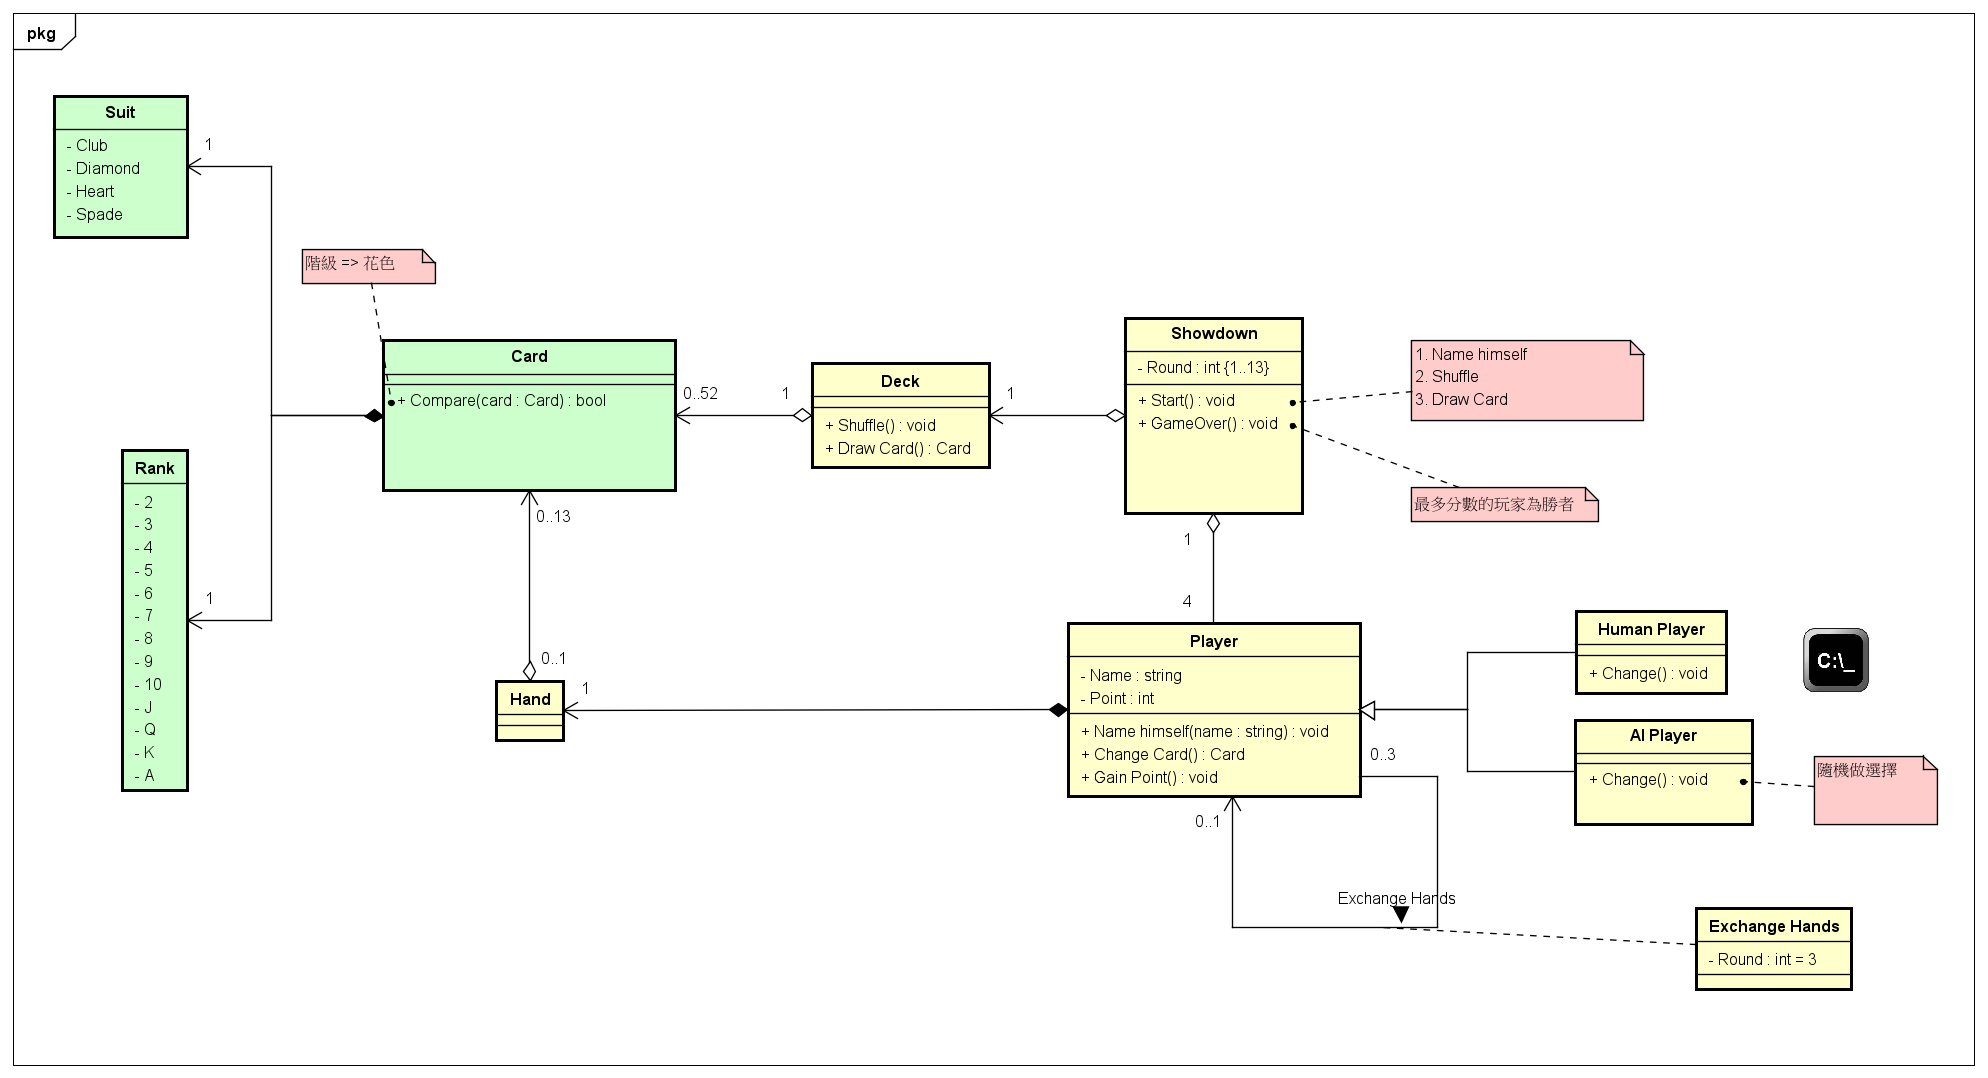 pkg
Suit
- Club
- Diamond
- Heart
- Spade
1
階級 => 花色
Card
+ Compare(card : Card) : bool
0..52
1
Deck
+ Shuffle() : void
+ Draw Card() : Card
1
Showdown
- Round : int {1..13}
+ Start() : void
+ GameOver() : void
1. Name himself
2. Shuffle
3. Draw Card
最多分數的玩家為勝者
Rank
- 2
- 3
- 4
- 5
- 6
- 7
- 8
- 9
- 10
- J
- Q
- K
- A
1
0..13
0..1
Hand
1
1
4
Player
- Name : string
- Point : int
+ Name himself(name : string) : void
+ Change Card() : Card
+ Gain Point() : void
0..3
0..1
Exchange Hands
Human Player
+ Change() : void
C:\_
AI Player
+ Change() : void
隨機做選擇
Exchange Hands
- Round : int = 3